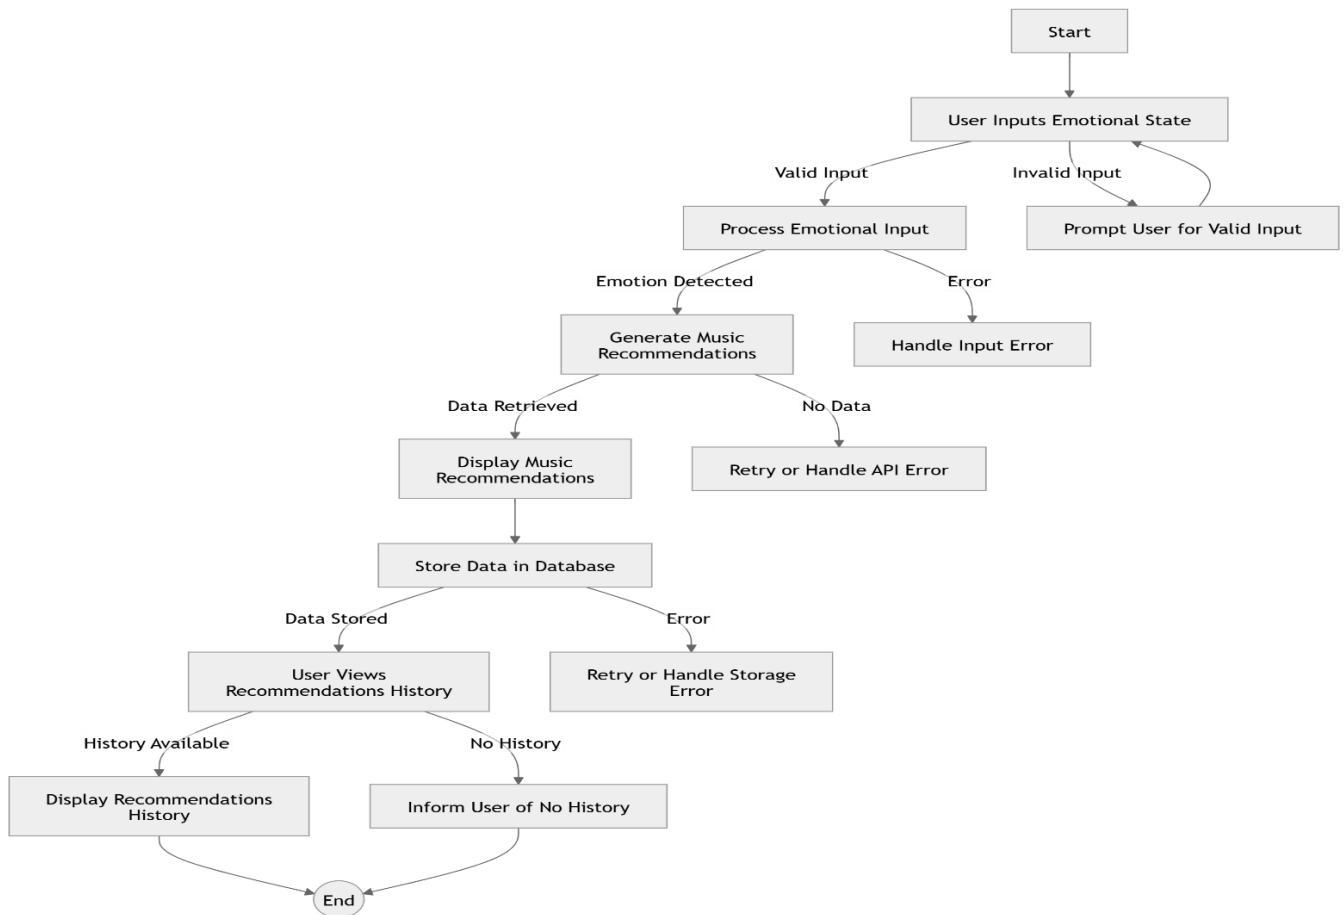 Start
User Inputs Emotional State
Valid Input
Invalid Input
Process Emotional Input
Prompt User for Valid Input
Emotion Detected
Error
Generate Music
Recommendations
Handle Input Error
Data Retrieved
No Data
Display Music
Recommendations
Retry or Handle API Error
Store Data in Database
Data Stored
Error
User Views
Recommendations History
Retry or Handle Storage
Error
History Available
No History
Display Recommendations
History
Inform User of No History
End